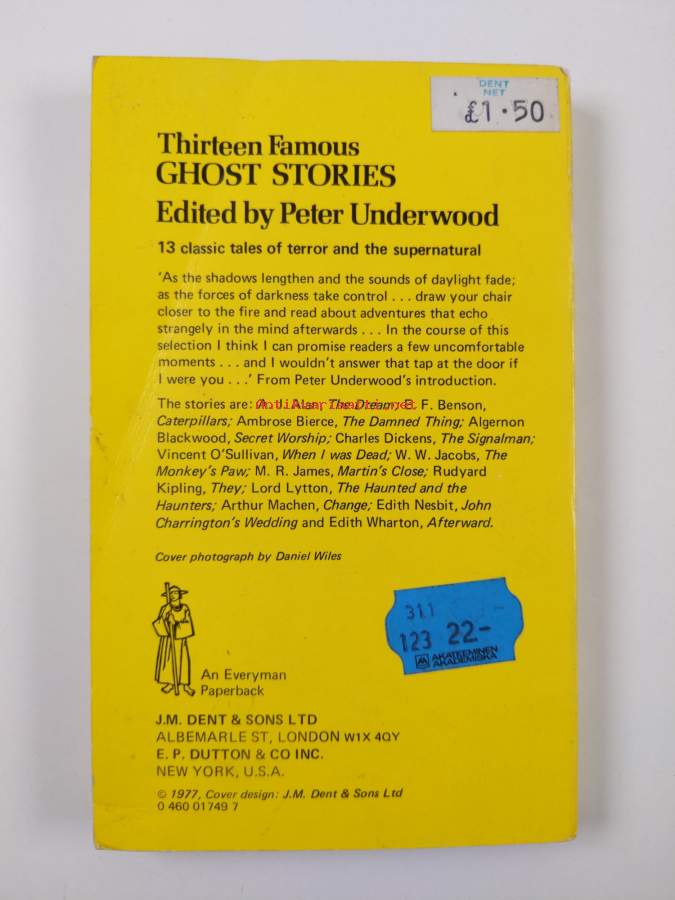 DENT
NET
£1·50
Thirteen Famous
GHOST STORIES
Edited by Peter Underwood
13 classic tales of terror and the supernatural
'As the shadows lengthen and the sounds of daylight fade;
as the forces of darkness take control . . . draw your chair
closer to the fire and read about adventures that echo
strangely in the mind afterwards . . . In the course of this
selection I think I can promise readers a few uncomfortable
moments . . . and I wouldn't answer that tap at the door if
I were you . . .' From Peter Underwood's introduction.
The stories are: A. J. Alan, The Dream; E. F. Benson,
Caterpillars; Ambrose Bierce, The Damned Thing; Algernon
Blackwood, Secret Worship; Charles Dickens, The Signalman;
Vincent O'Sullivan, When I was Dead; W. W. Jacobs, The
Monkey's Paw; M. R. James, Martin's Close; Rudyard
Kipling, They; Lord Lytton, The Haunted and the
Haunters; Arthur Machen, Change; Edith Nesbit, John
Charrington's Wedding and Edith Wharton, Afterward.
Cover photograph by Daniel Wiles
An Everyman
Paperback
311
123 22-
AKATEEMINEN
AKADEMISKA
J.M. DENT & SONS LTD
ALBEMARLE ST, LONDON W1X 4QY
E. P. DUTTON & CO INC.
NEW YORK, U.S.A.
© 1977, Cover design: J.M. Dent & Sons Ltd
0 460 01749 7